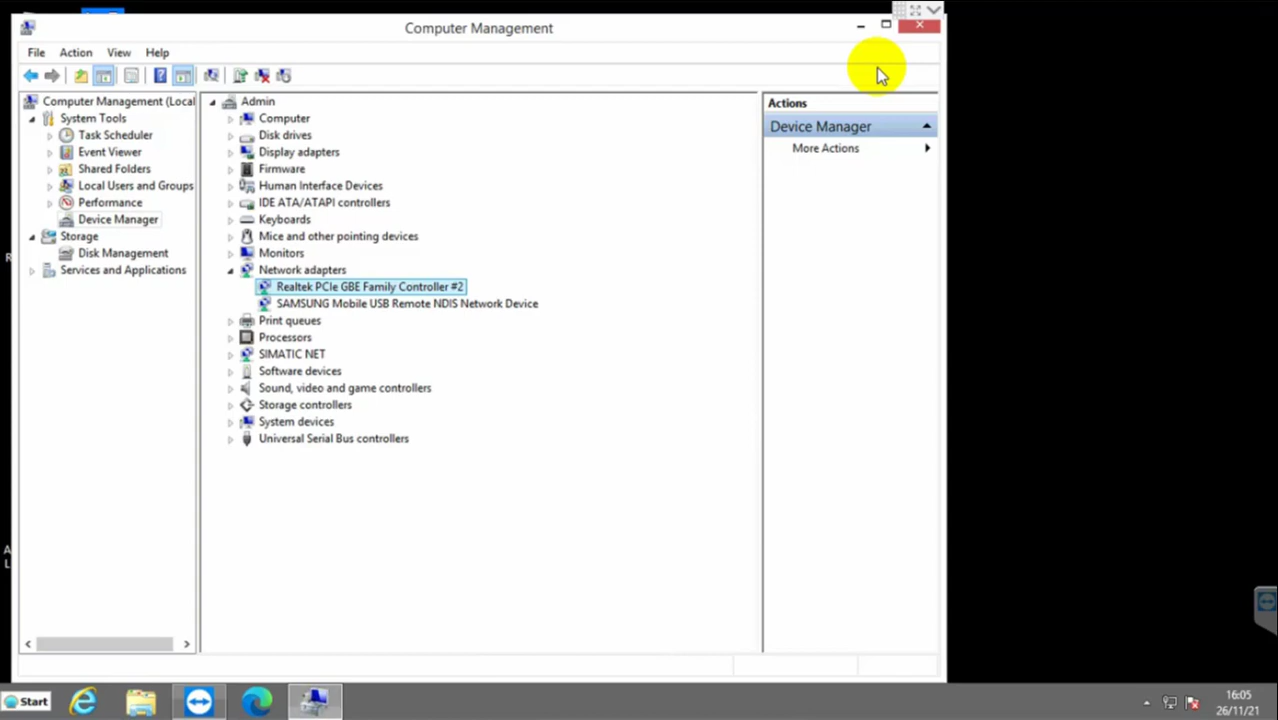 Computer Management
File Action View Help
Computer Management (Local
System Tools
Task Scheduler
Event Viewer
Shared Folders
Local Users and Groups
Performance
Device Manager
Storage
Disk Management
Services and Applications
Admin
Computer
Disk drives
Display adapters
Firmware
Human Interface Devices
IDE ATA/ATAPI controllers
Keyboards
Mice and other pointing devices
Monitors
Network adapters
Realtek PCIe GBE Family Controller #2
SAMSUNG Mobile USB Remote NDIS Network Device
Print queues
Processors
SIMATIC NET
Software devices
Sound, video and game controllers
Storage controllers
System devices
Universal Serial Bus controllers
Actions
Device Manager
More Actions
R
A
L
Start
16:05
26/11/21